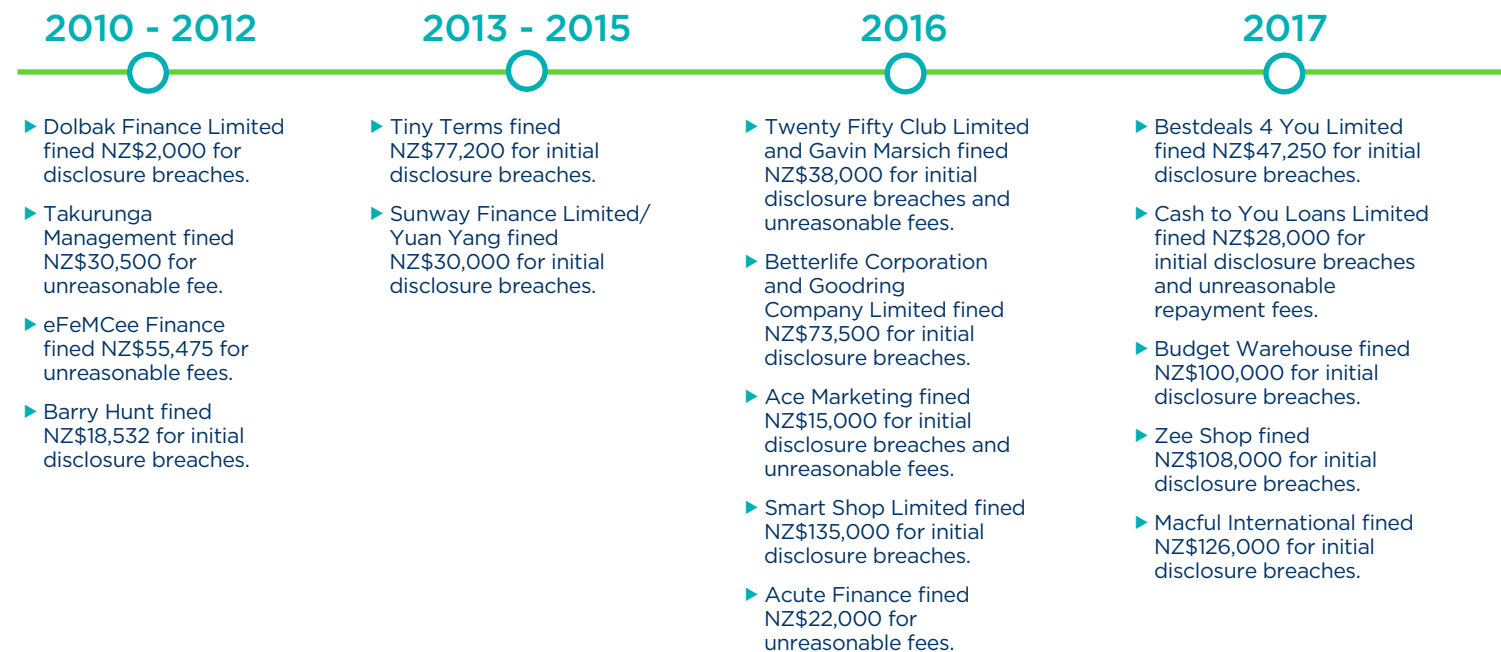 2010 - 2012
Dolbak Finance Limited
fined NZ$2,000 for
disclosure breaches.
Takurunga
Management fined
NZ$30,500 for
unreasonable fee.
eFeMCee Finance
fined NZ$55,475 for
unreasonable fees.
Barry Hunt fined
NZ$18,532 for initial
disclosure breaches.
2013 - 2015
Tiny Terms fined
NZ$77,200 for initial
disclosure breaches.
Sunway Finance Limited/
Yuan Yang fined
NZ$30,000 for initial
disclosure breaches.
2016
Twenty Fifty Club Limited
and Gavin Marsich fined
NZ$38,000 for initial
disclosure breaches and
unreasonable fees.
Betterlife Corporation
and Goodring
Company Limited fined
NZ$73,500 for initial
disclosure breaches.
Ace Marketing fined
NZ$15,000 for initial
disclosure breaches and
unreasonable fees.
Smart Shop Limited fined
NZ$135,000 for initial
disclosure breaches.
Acute Finance fined
NZ$22,000 for
unreasonable fees.
2017
Bestdeals 4 You Limited
fined NZ$47,250 for initial
disclosure breaches.
Cash to You Loans Limited
fined NZ$28,000 for
initial disclosure breaches
and unreasonable
repayment fees.
Budget Warehouse fined
NZ$100,000 for initial
disclosure breaches.
Zee Shop fined
NZ$108,000 for initial
disclosure breaches.
Macful International fined
NZ$126,000 for initial
disclosure breaches.